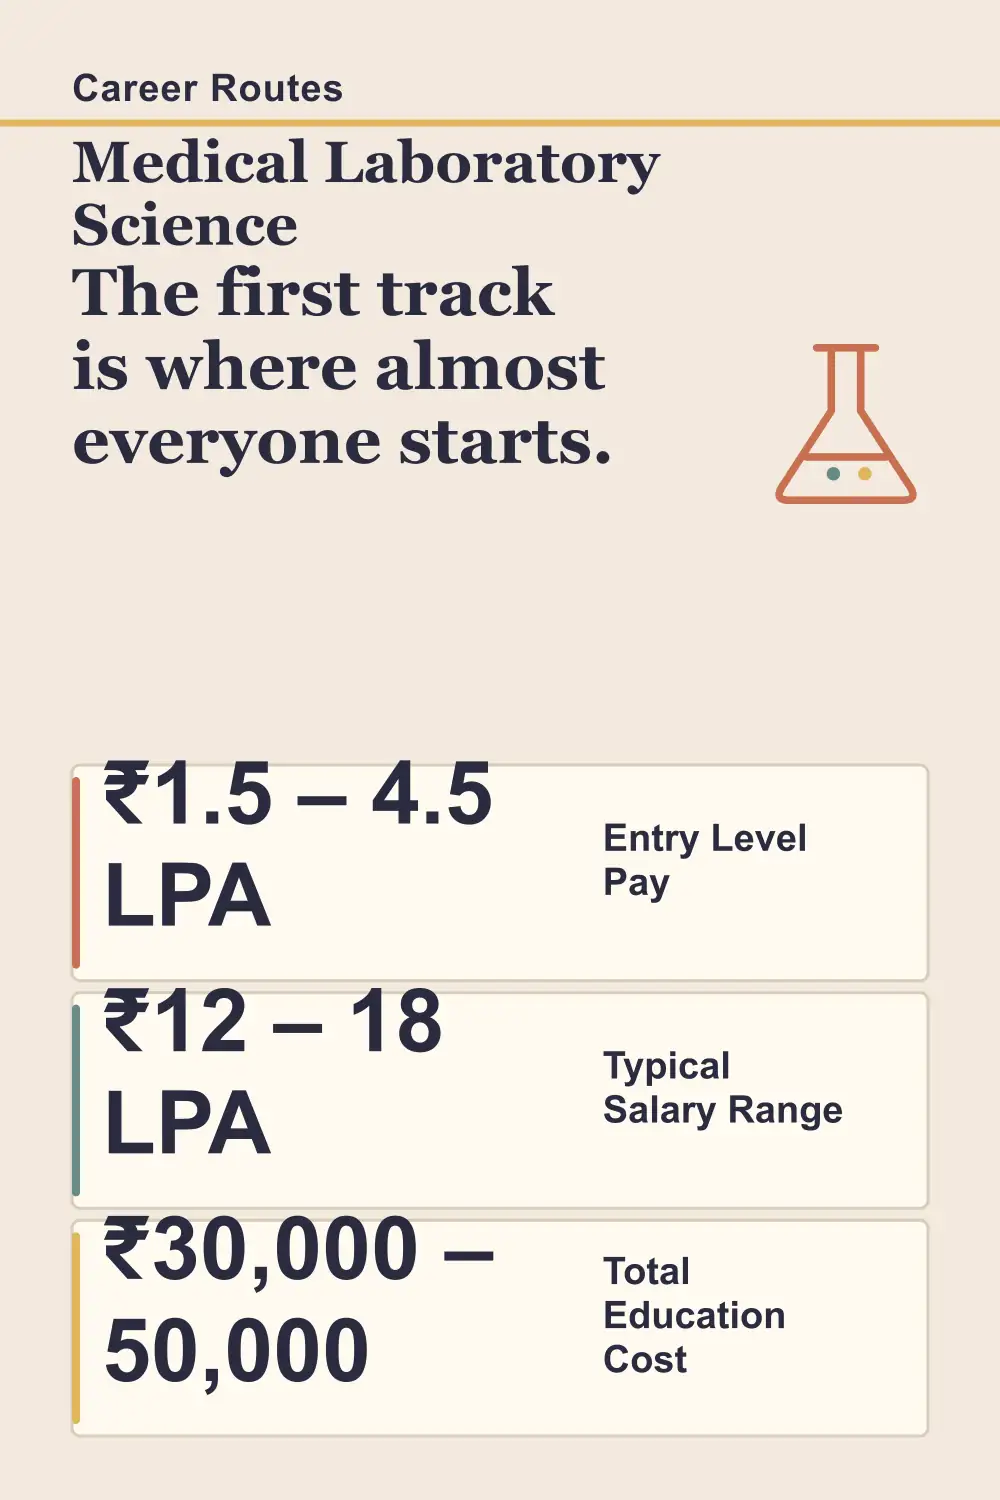 Career Routes
Medical Laboratory
Science
The first track
is where almost
everyone starts.
₹1.5 – 4.5
LPA
Entry Level
Pay
₹12 – 18
LPA
Typical
Salary Range
₹30,000 –
50,000
Total
Education
Cost